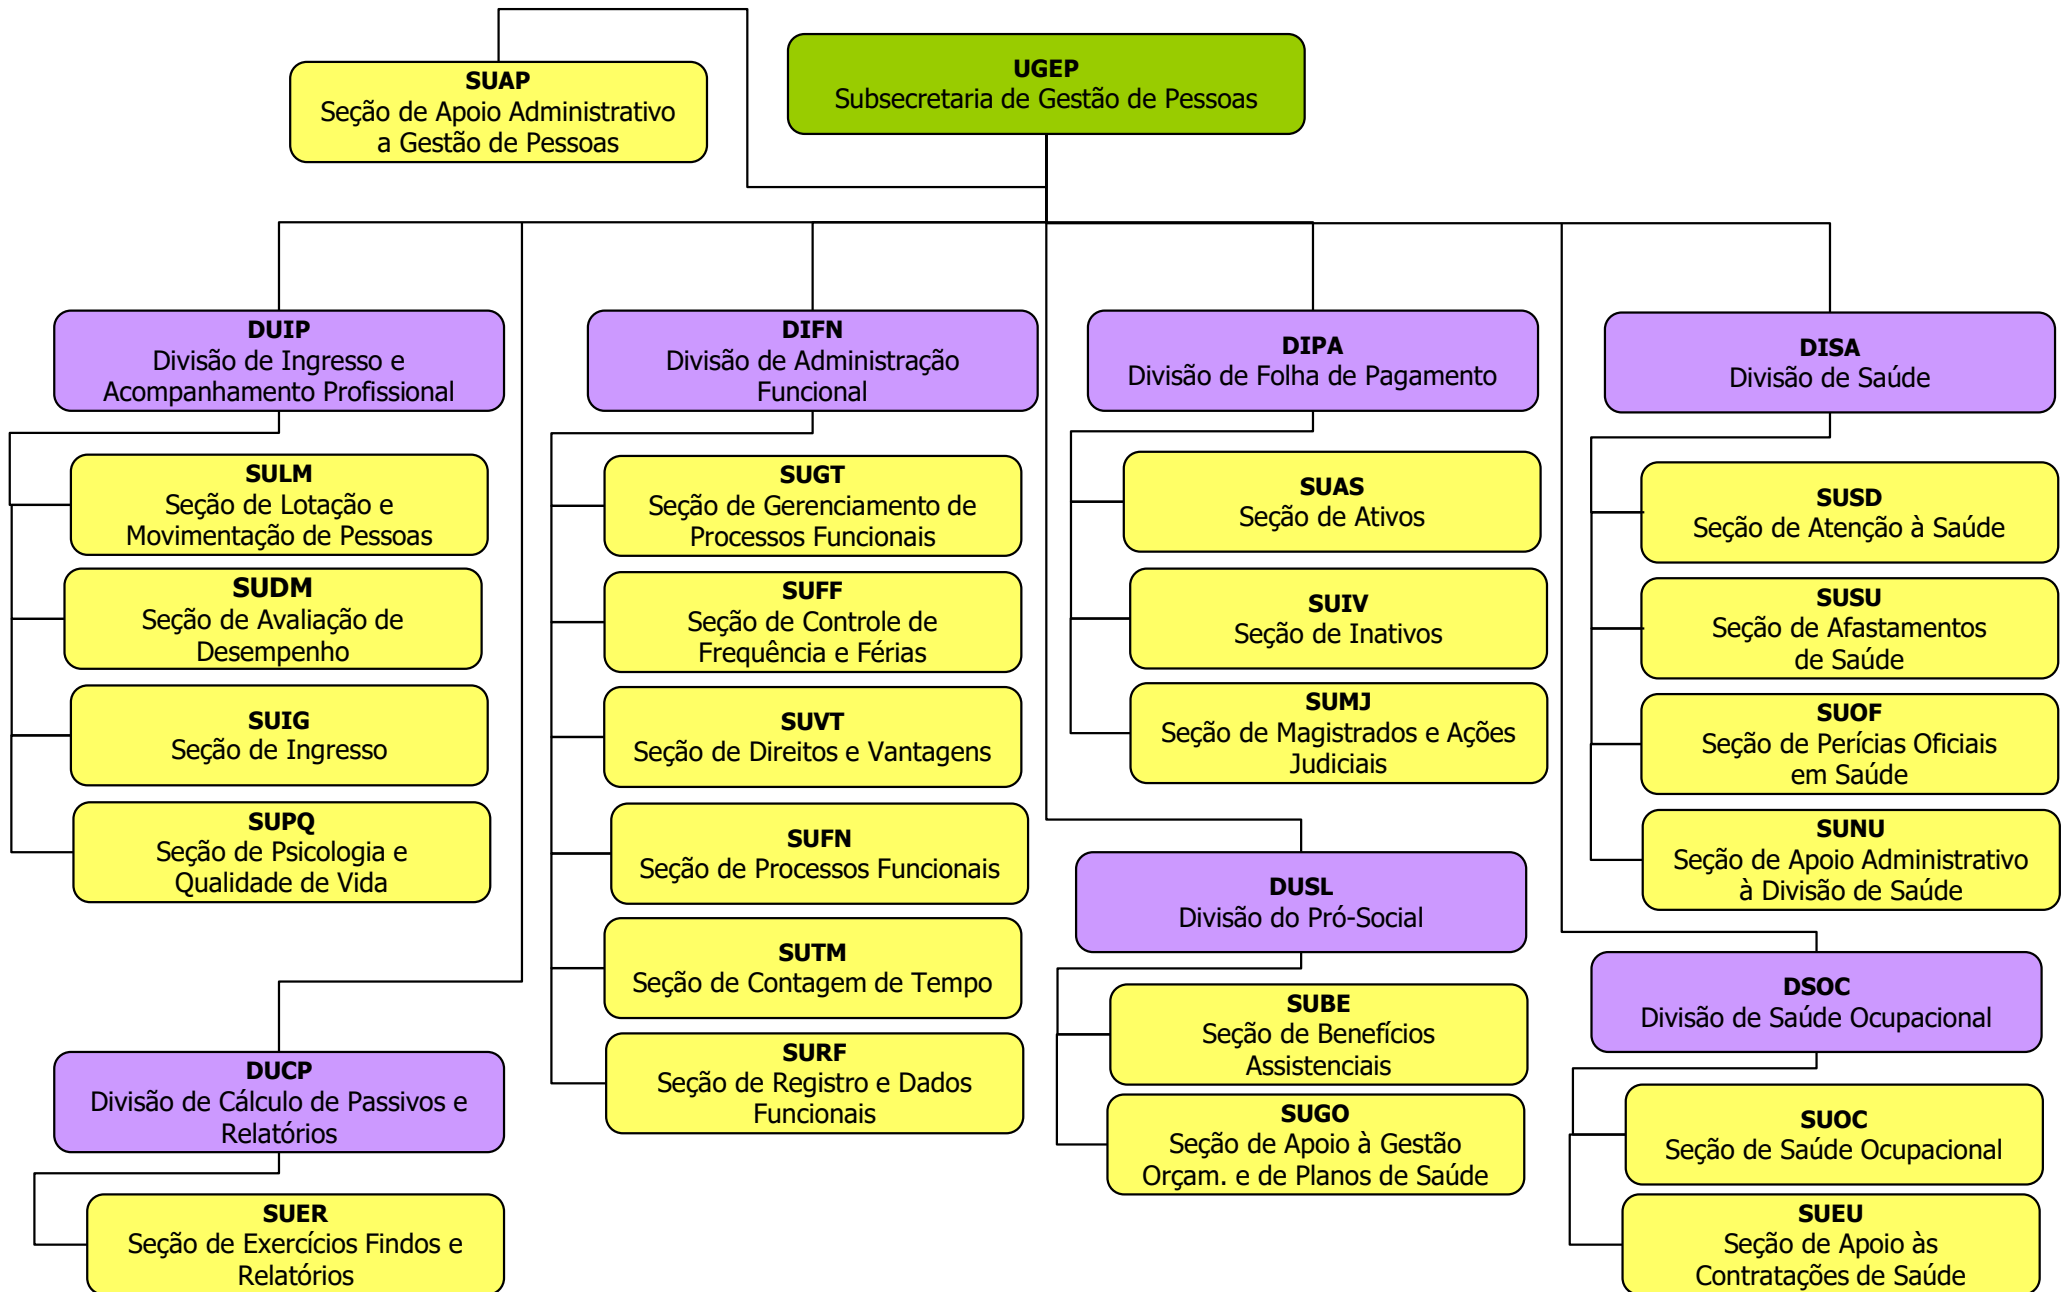 SUAP
Seção de Apoio Administrativo
a Gestão de Pessoas
UGEP
Subsecretaria de Gestão de Pessoas
DUIP
Divisão de Ingresso e
Acompanhamento Profissional
SULM
Seção de Lotação e
Movimentação de Pessoas
SUDM
Seção de Avaliação de
Desempenho
SUIG
Seção de Ingresso
SUPQ
Seção de Psicologia e
Qualidade de Vida
DUCP
Divisão de Cálculo de Passivos e
Relatórios
SUER
Seção de Exercícios Findos e
Relatórios
DIFN
Divisão de Administração
Funcional
SUGT
Seção de Gerenciamento de
Processos Funcionais
SUFF
Seção de Controle de
Frequência e Férias
SUVT
Seção de Direitos e Vantagens
SUFN
Seção de Processos Funcionais
SUTM
Seção de Contagem de Tempo
SURF
Seção de Registro e Dados
Funcionais
DIPA
Divisão de Folha de Pagamento
SUAS
Seção de Ativos
SUIV
Seção de Inativos
SUMJ
Seção de Magistrados e Ações
Judiciais
DUSL
Divisão do Pró-Social
SUBE
Seção de Benefícios
Assistenciais
SUGO
Seção de Apoio à Gestão
Orçam. e de Planos de Saúde
DISA
Divisão de Saúde
SUSD
Seção de Atenção à Saúde
SUSU
Seção de Afastamentos
de Saúde
SUOF
Seção de Perícias Oficiais
em Saúde
SUNU
Seção de Apoio Administrativo
à Divisão de Saúde
DSOC
Divisão de Saúde Ocupacional
SUOC
Seção de Saúde Ocupacional
SUEU
Seção de Apoio às
Contratações de Saúde